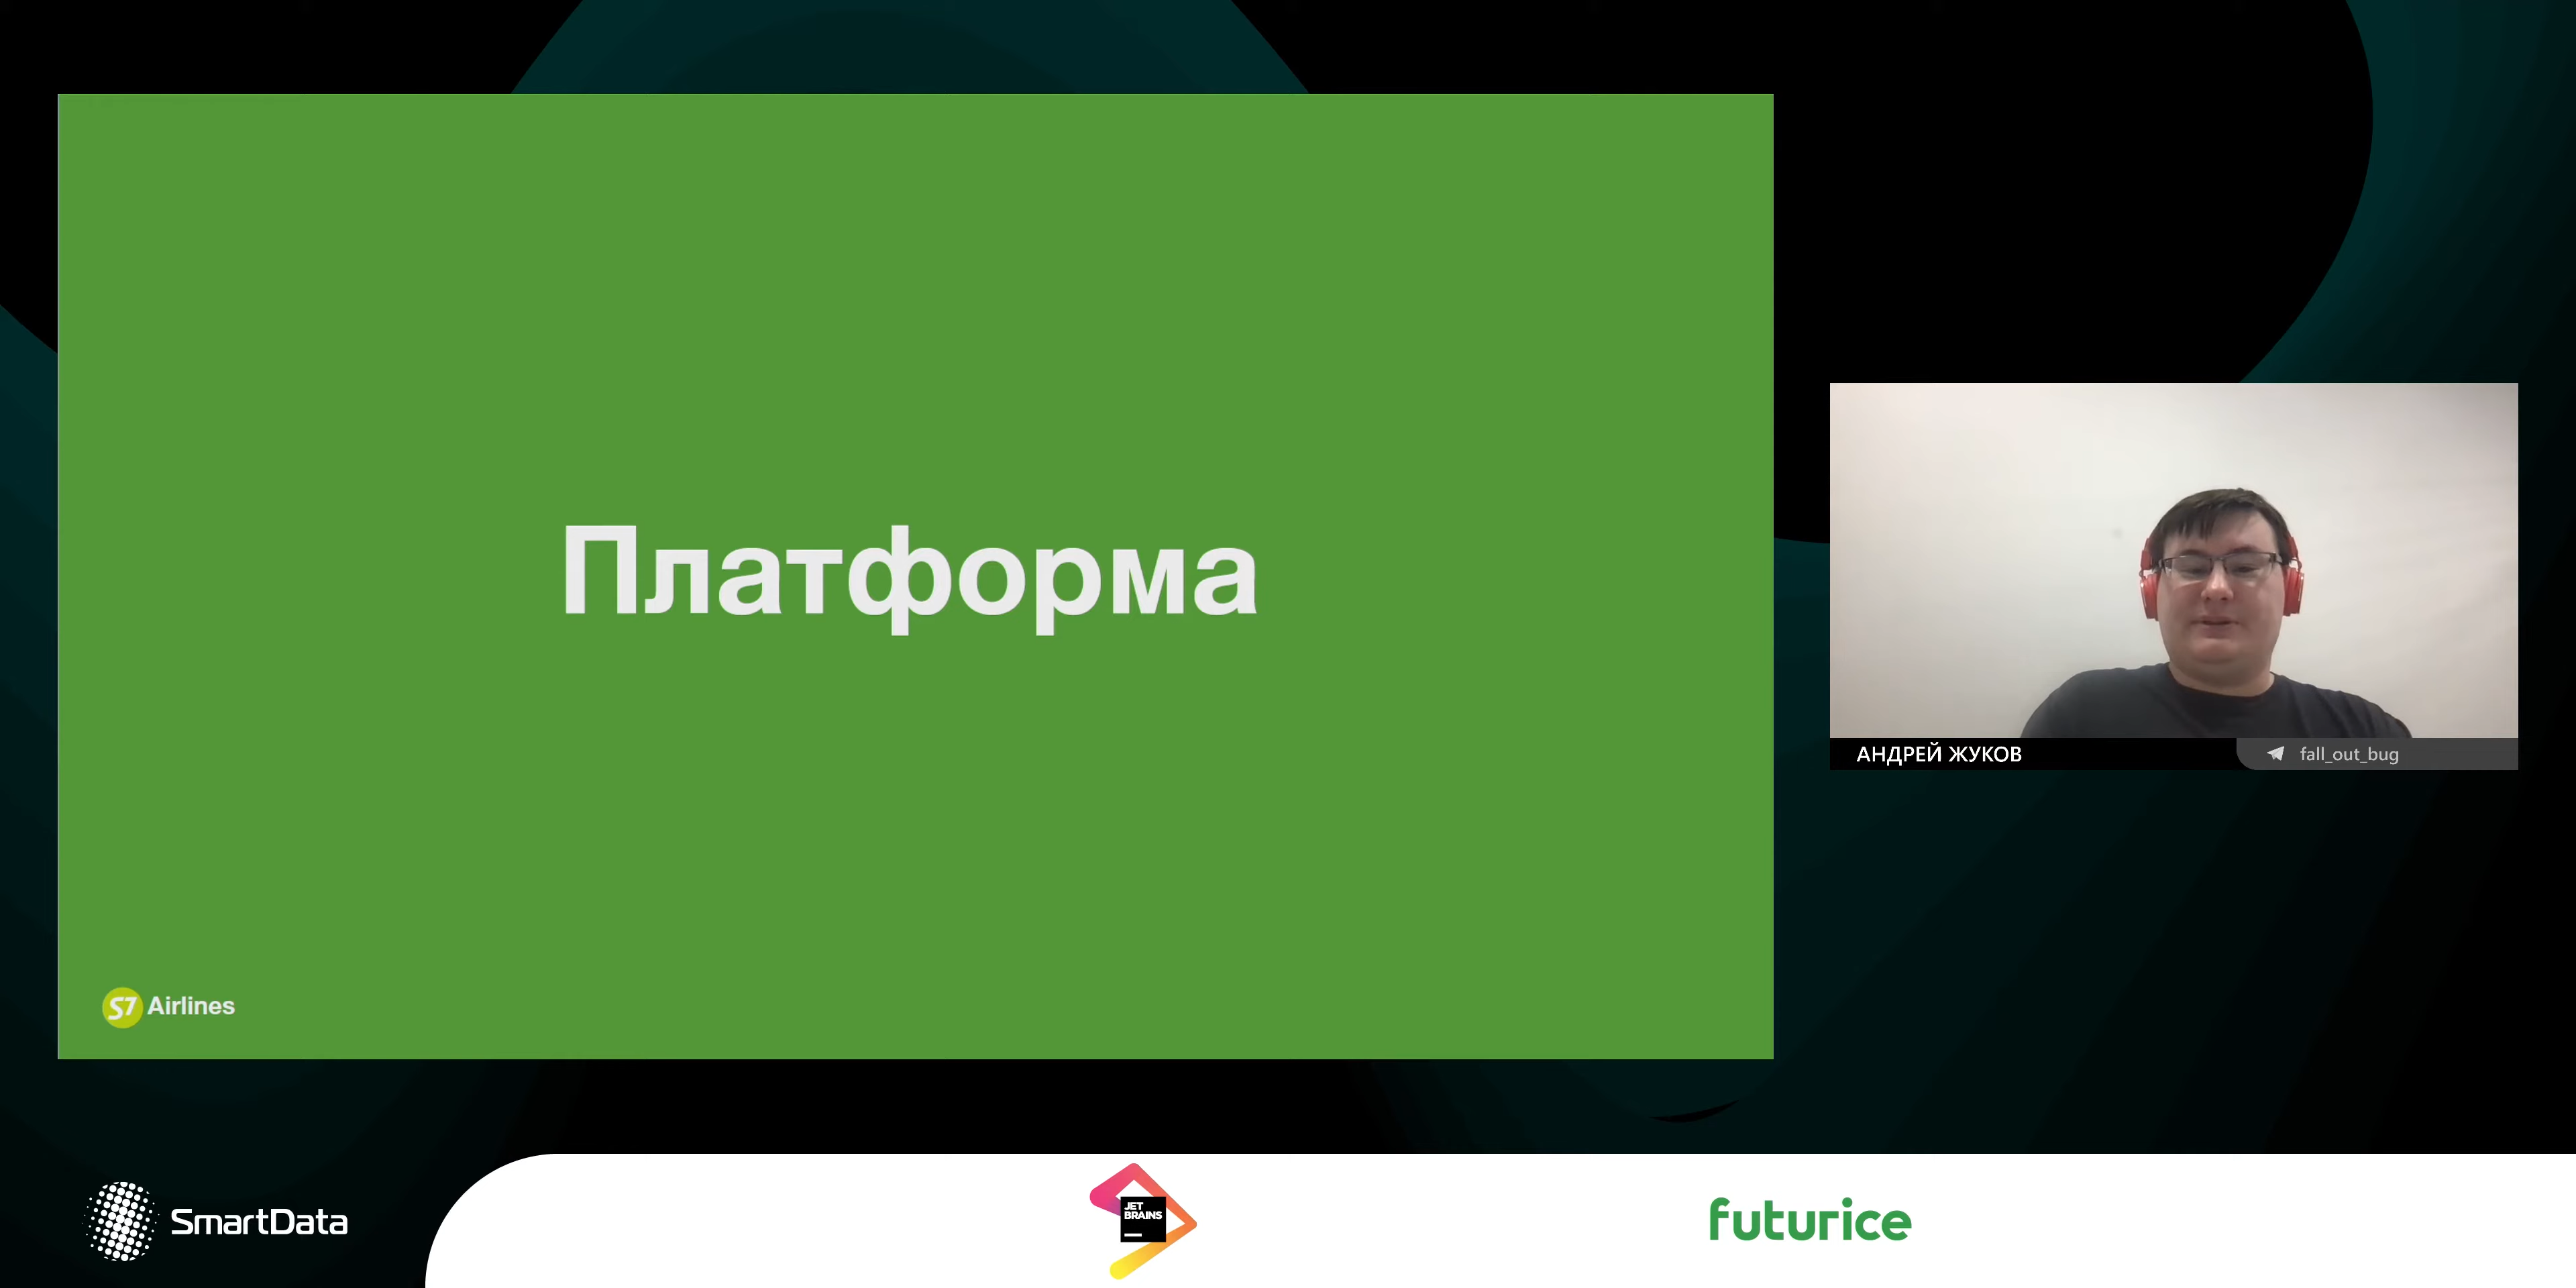 Платформа
S7 Airlines
АНДРЕЙ ЖУКОВ
fall_out_bug
SmartData
JET
BRAINS
futurice